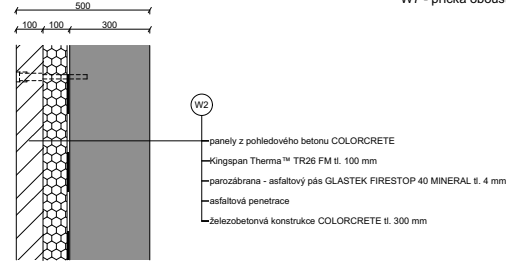 500
W7 - příčka obous
100 100 300
W2
panely z pohledového betonu COLORCRETE
Kingspan Therma™ TR26 FM tl. 100 mm
parozábrana - asfaltový pás GLASTEK FIRESTOP 40 MINERAL tl. 4 mm
asfaltová penetrace
železobetonová konstrukce COLORCRETE tl. 300 mm